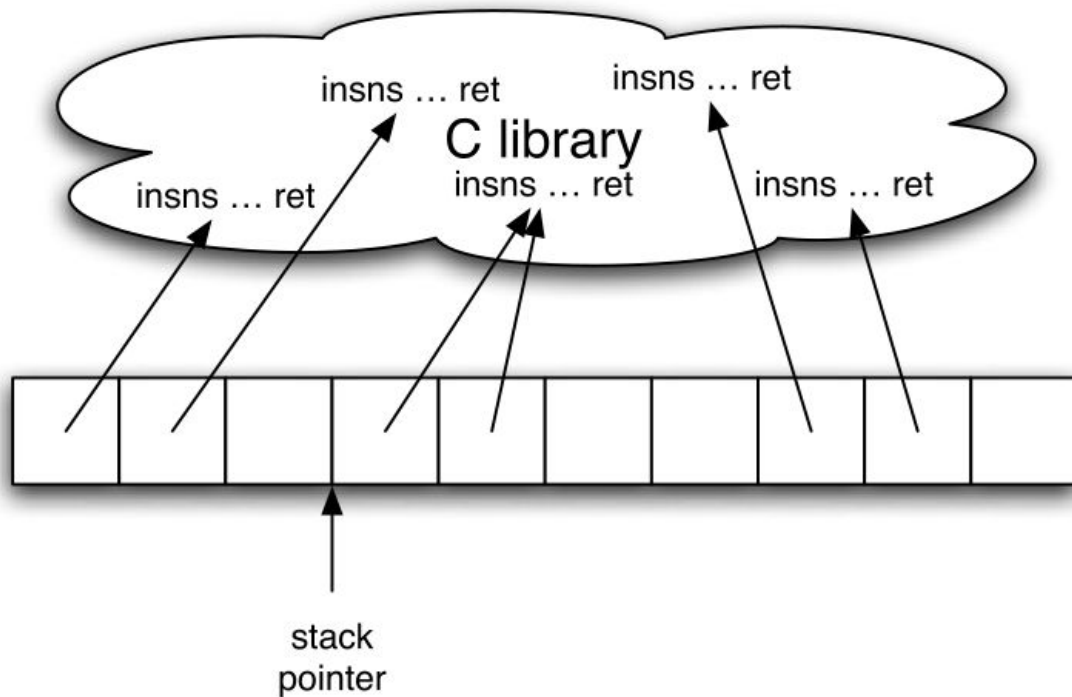 insns … ret
insns … ret
C library
insns … ret
insns … ret
insns … ret
stack
pointer